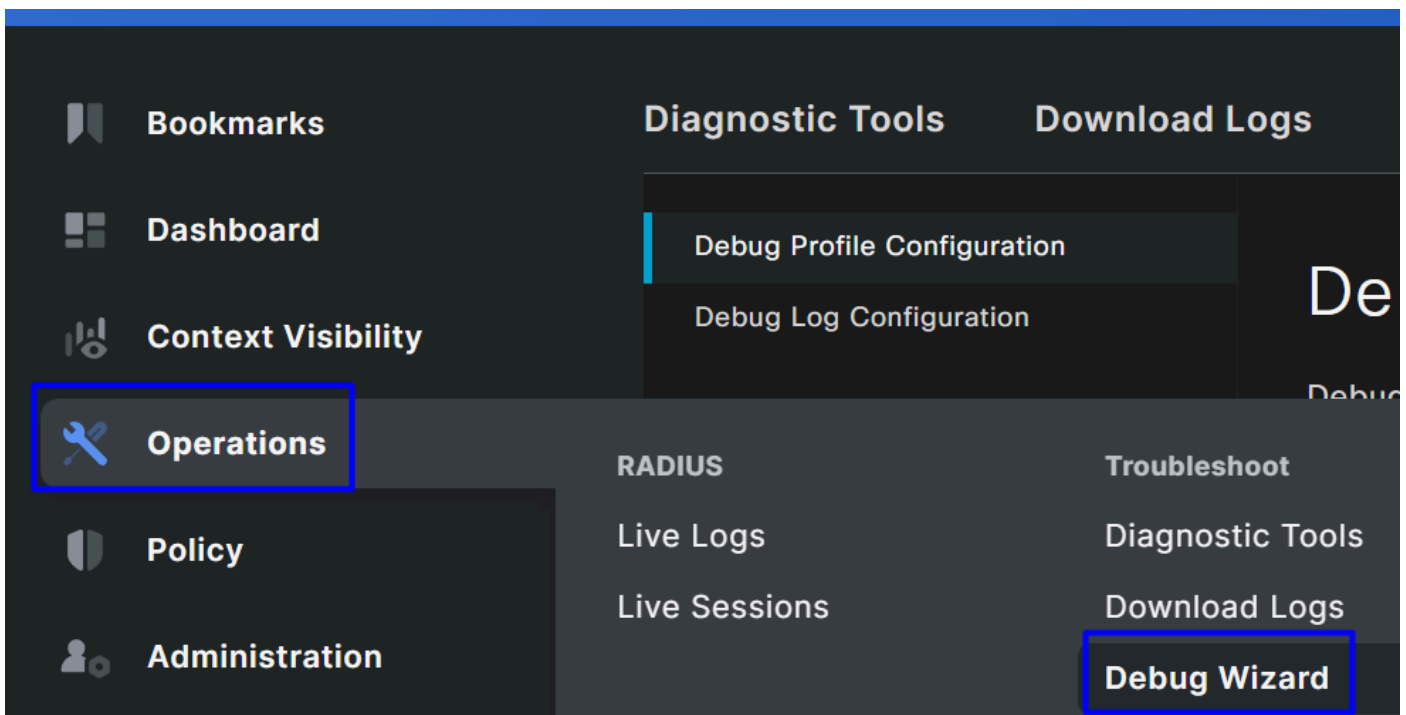 Bookmarks
Dashboard
Context Visibility
Operations
Policy
Administration
Diagnostic Tools
Download Logs
Debug Profile Configuration
Debug Log Configuration
De
Debug
RADIUS
Live Logs
Live Sessions
Troubleshoot
Diagnostic Tools
Download Logs
Debug Wizard